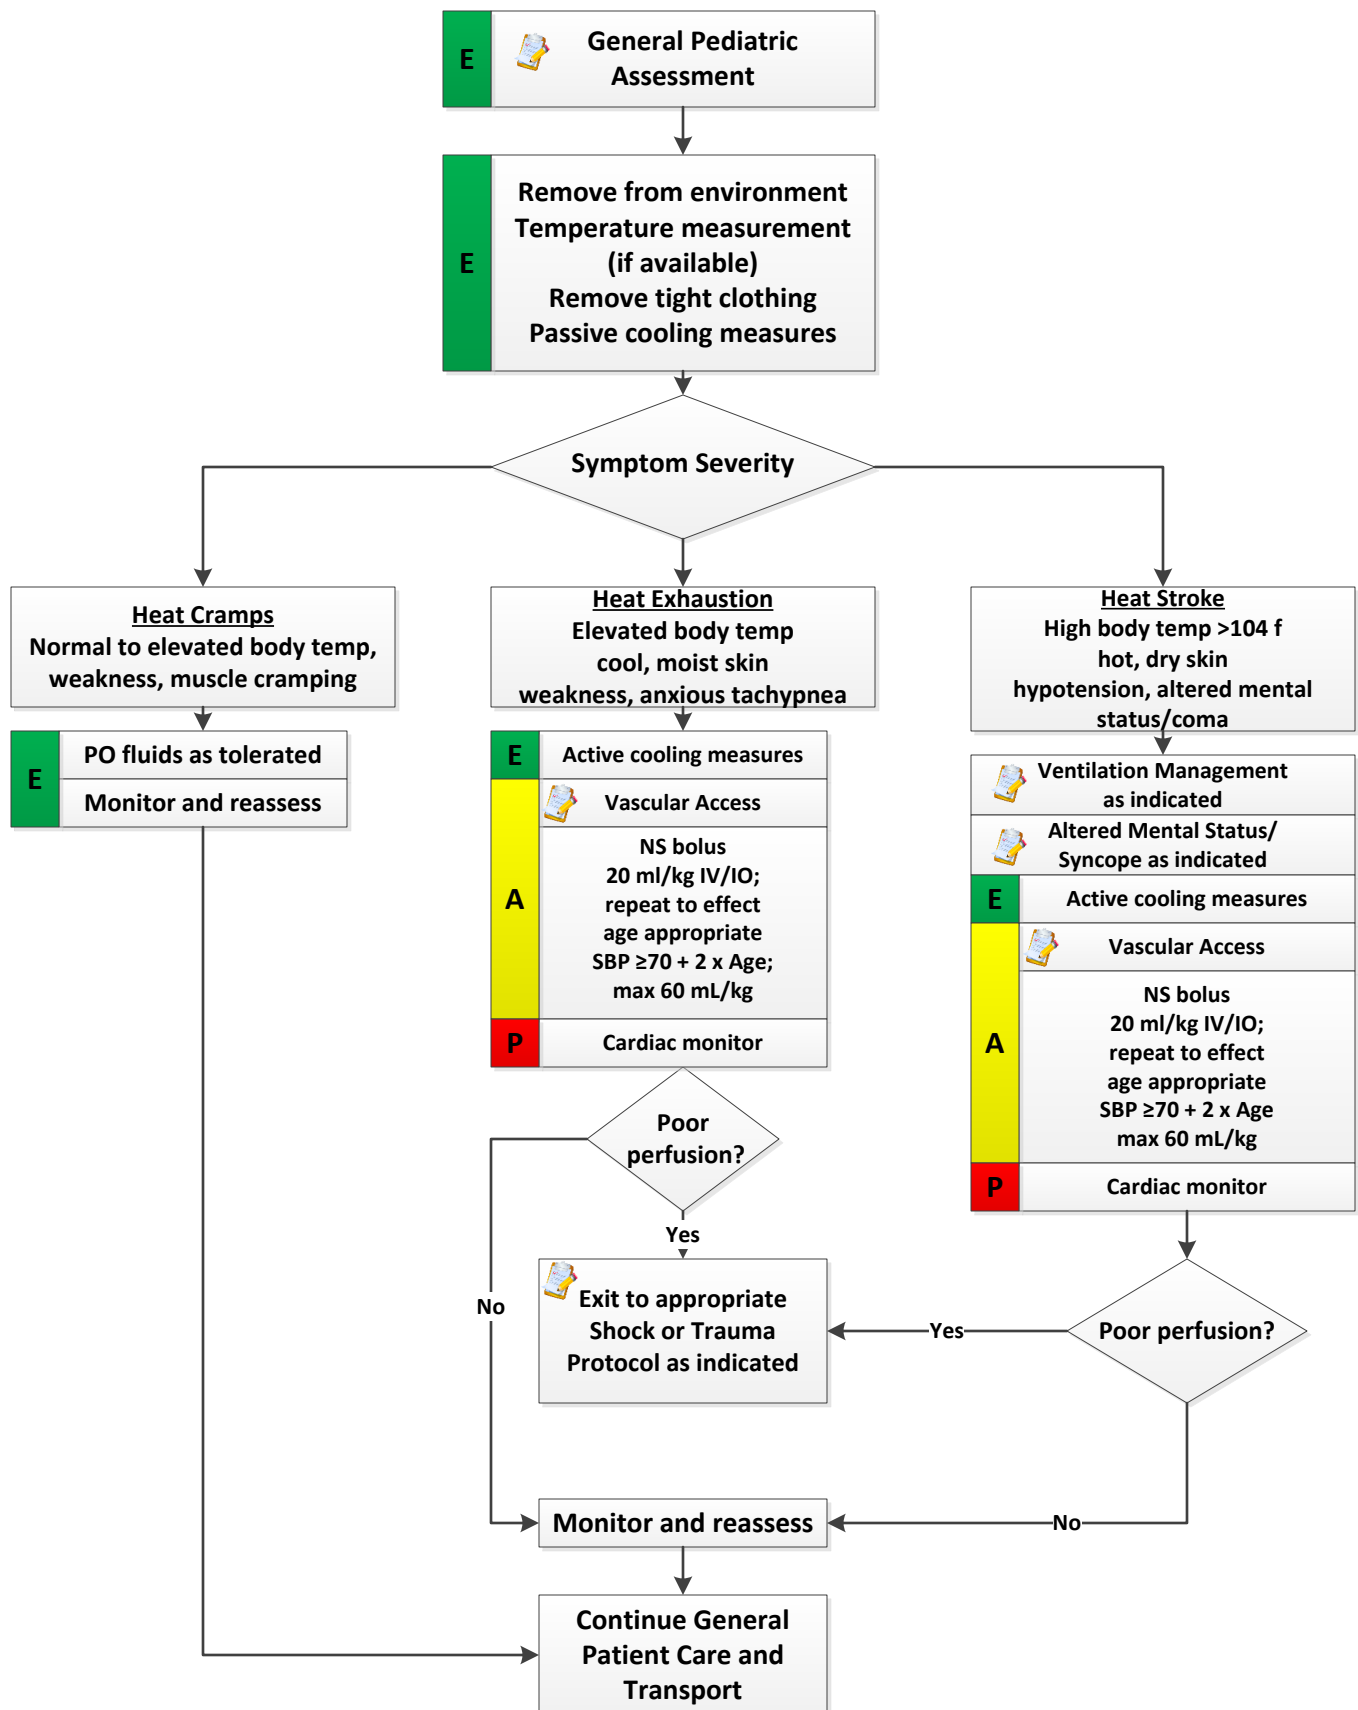 E
General Pediatric
Assessment
E
Remove from environment
Temperature measurement
(if available)
Remove tight clothing
Passive cooling measures
Symptom Severity
Heat Cramps
Normal to elevated body temp,
weakness, muscle cramping
E
PO fluids as tolerated
Monitor and reassess
Heat Exhaustion
Elevated body temp
cool, moist skin
weakness, anxious tachypnea
E
Active cooling measures
A
Vascular Access
NS bolus
20 ml/kg IV/IO;
repeat to effect
age appropriate
SBP ≥70 + 2 x Age;
max 60 mL/kg
P
Cardiac monitor
Poor
perfusion?
Yes
No
Exit to appropriate
Shock or Trauma
Protocol as indicated
Heat Stroke
High body temp >104 f
hot, dry skin
hypotension, altered mental
status/coma
Ventilation Management
as indicated
Altered Mental Status/
Syncope as indicated
E
Active cooling measures
A
Vascular Access
NS bolus
20 ml/kg IV/IO;
repeat to effect
age appropriate
SBP ≥70 + 2 x Age
max 60 mL/kg
P
Cardiac monitor
Poor perfusion?
Yes
No
Monitor and reassess
Continue General
Patient Care and
Transport